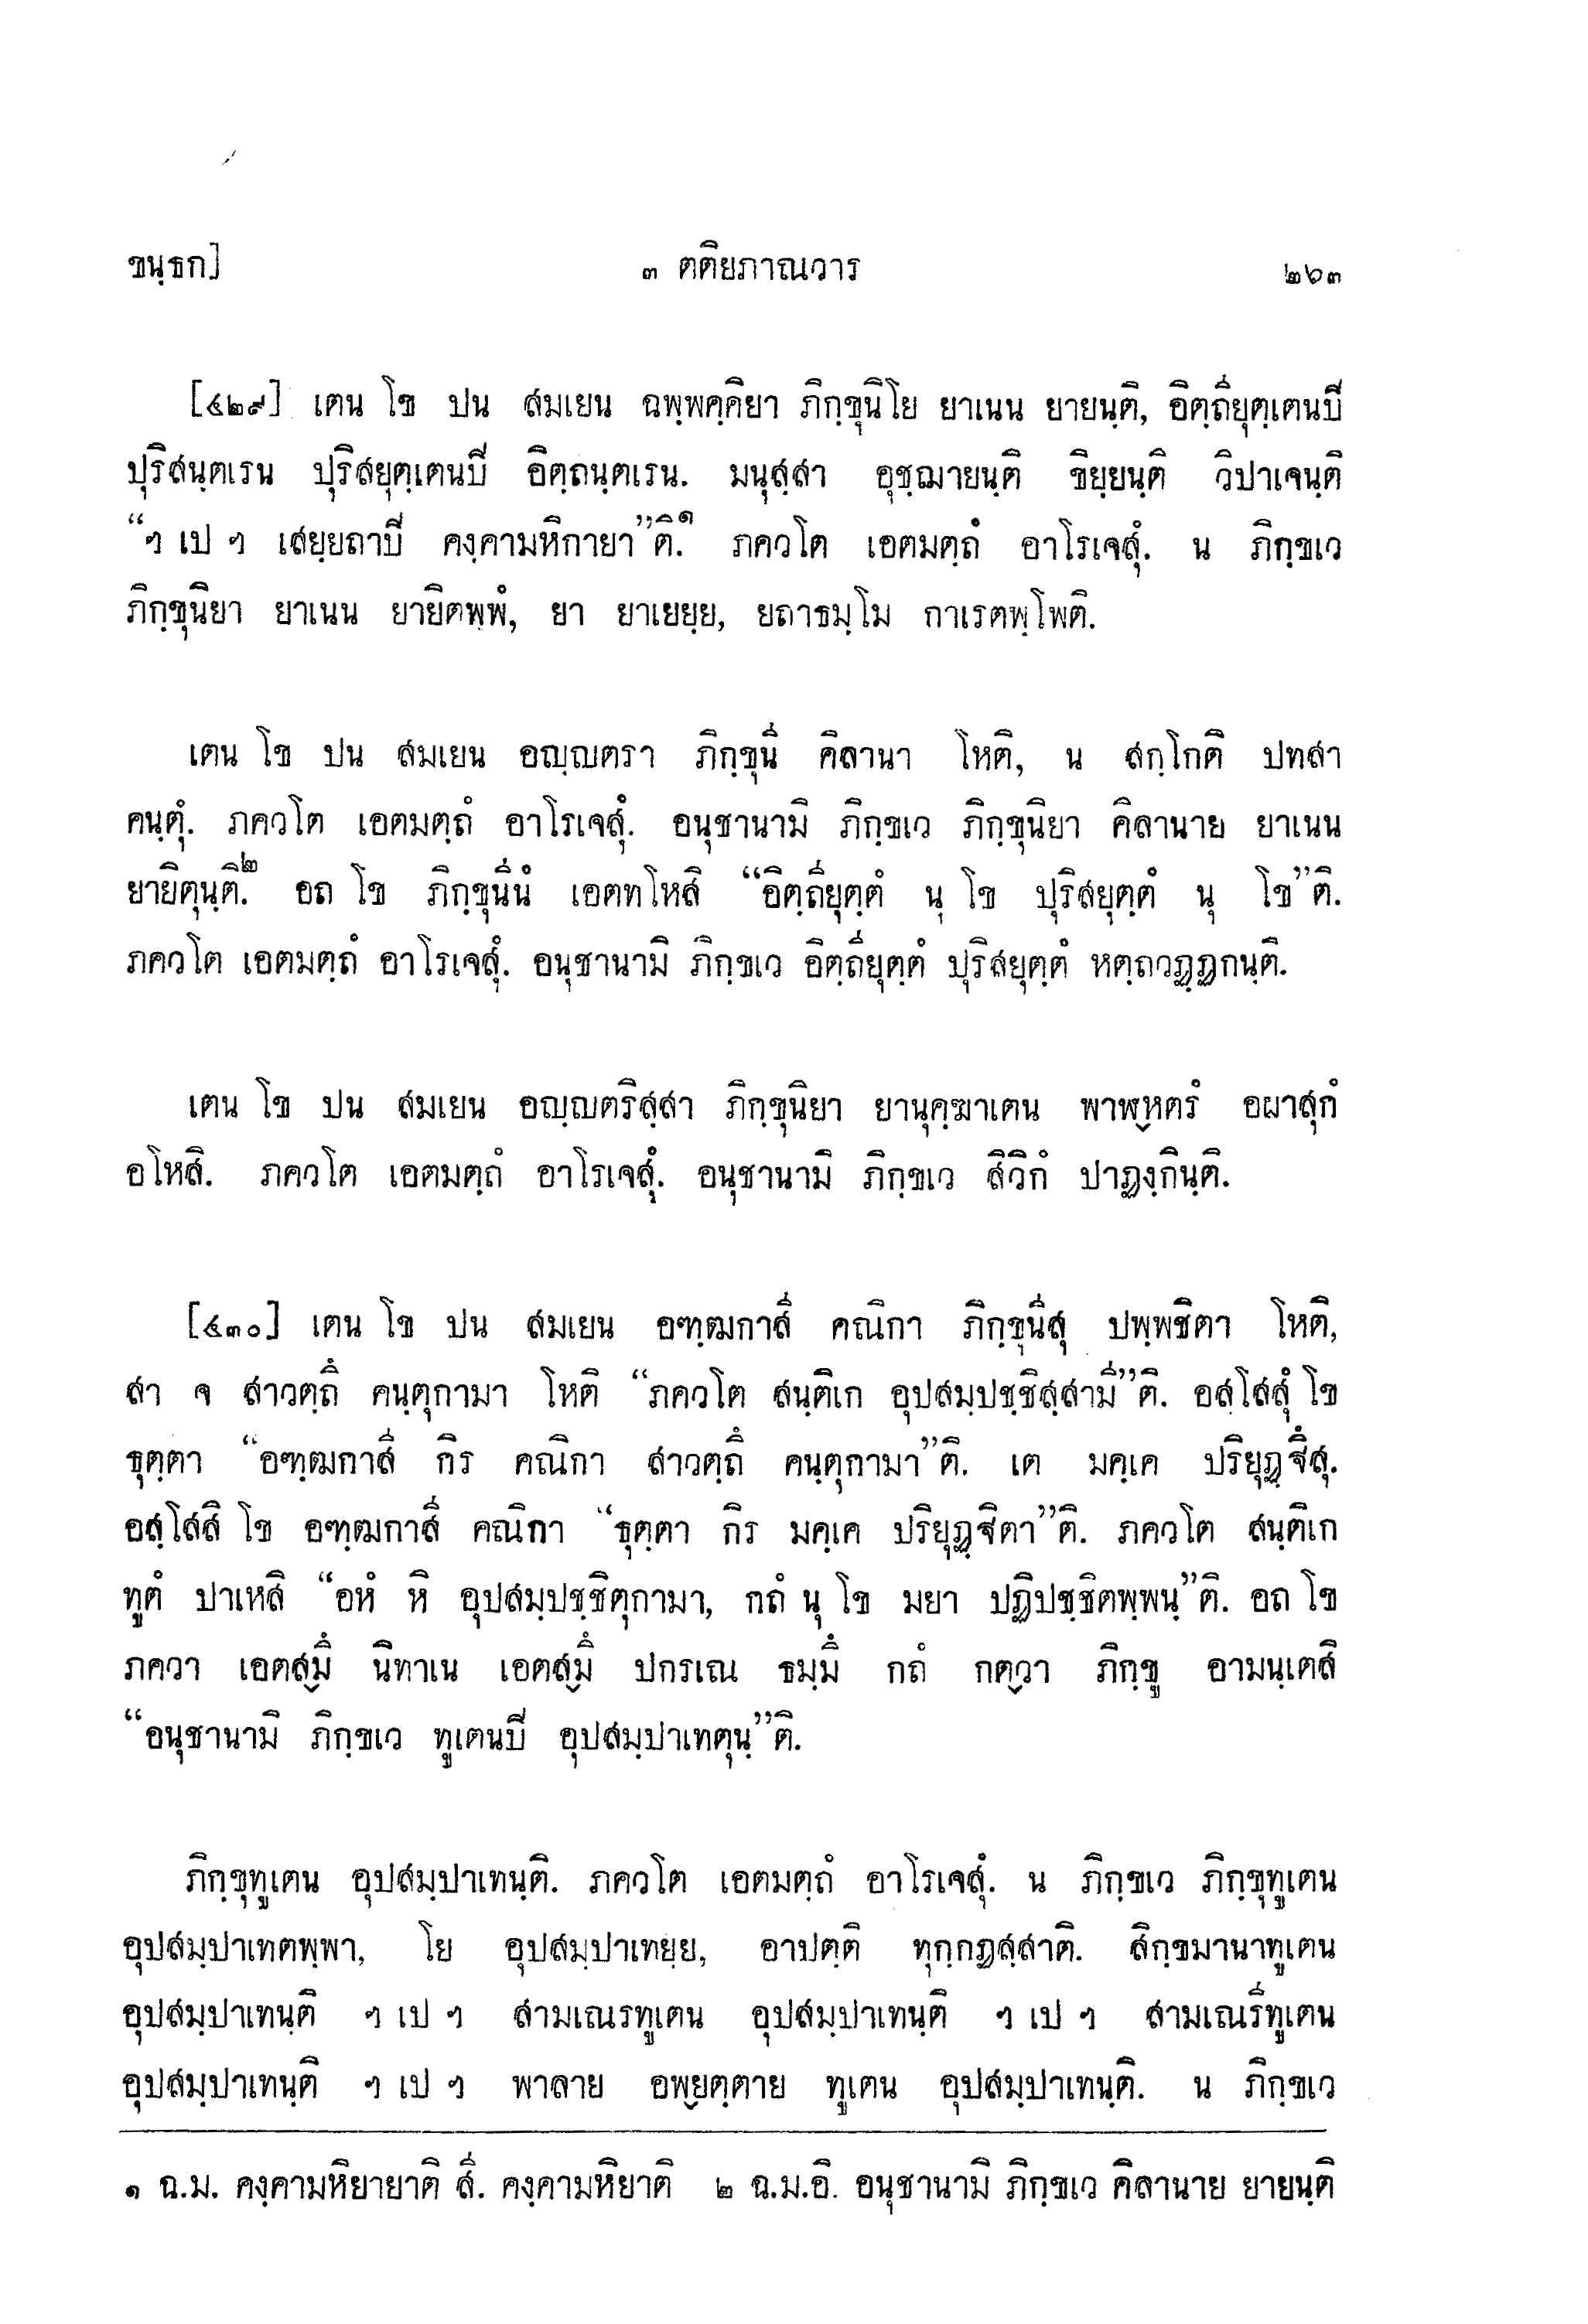 ขนฺธก] ๓ ตติยภาณวาร ๒๖๓
[๔๒๙] เตน โข ปน สมเยน ฉพฺพคฺคิยา ภิกฺขุนิโย ยาเนน ยายนฺติ, อิตฺถียุตฺเตนปิ
ปุริสนฺตเรน ปุริสยุตฺเตนปิ อิตฺถนฺตเรน. มนุสฺสา อุชฺฌายนฺติ ขิยฺยนฺติ วิปาเจนฺติ
“ฯ เป ฯ เสยฺยถาปิ คงฺคามหิกายา”ติ.๑ ภควโต เอตมตฺถํ อาโรเจสุํ. น ภิกฺขเว
ภิกฺขุนิยา ยาเนน ยายิตพฺพํ, ยา ยาเยยฺย, ยถาธมฺโม กาเรตพฺโพติ.
เตน โข ปน สมเยน อญฺญตรา ภิกฺขุนี คิลานา โหติ, น สกฺโกติ ปทสา
คนฺตุํ. ภควโต เอตมตฺถํ อาโรเจสุํ. อนุชานามิ ภิกฺขเว ภิกฺขุนิยา คิลานาย ยาเนน
ยายิตุนฺติ.๒ อถ โข ภิกฺขุนีนํ เอตทโหสิ “อิตฺถียุตฺตํ นุ โข ปุริสยุตฺตํ นุ โข”ติ.
ภควโต เอตมตฺถํ อาโรเจสุํ. อนุชานามิ ภิกฺขเว อิตฺถียุตฺตํ ปุริสยุตฺตํ หตฺถวฏฺฏกนฺติ.
เตน โข ปน สมเยน อญฺญตริสฺสา ภิกฺขุนิยา ยานุคฺฆาเตน พาฬฺหตรํ อผาสุกํ
อโหสิ. ภควโต เอตมตฺถํ อาโรเจสุํ. อนุชานามิ ภิกฺขเว สิวิกํ ปาฏงฺกินฺติ.
[๔๓๐] เตน โข ปน สมเยน อฑฺฒกาสี คณิกา ภิกฺขุนีสุ ปพฺพชิตา โหติ,
สา จ สาวตฺถึ คนฺตุกามา โหติ “ภควโต สนฺติเก อุปสมฺปชฺชิสฺสามี”ติ. อสฺโสสุํ โข
ธุตฺตา “อฑฺฒกาสี กิร คณิกา สาวตฺถึ คนฺตุกามา”ติ. เต มคฺเค ปริยุฏฺฐึสุ.
อสฺโสสิ โข อฑฺฒกาสี คณิกา “ธุตฺตา กิร มคฺเค ปริยุฏฺฐิตา”ติ. ภควโต สนฺติเก
ทูตํ ปาเหสิ “อหํ หิ อุปสมฺปชฺชิตุกามา, กถํ นุ โข มยา ปฏิปชฺชิตพฺพนฺ”ติ. อถ โข
ภควา เอตสฺมึ นิทาเน เอตสฺมึ ปกรเณ ธมฺมึ กถํ กตฺวา ภิกฺขู อามนฺเตสิ
“อนุชานามิ ภิกฺขเว ทูเตนปิ อุปสมฺปาเทตุนฺ”ติ.
ภิกฺขุทูเตน อุปสมฺปาเทนฺติ. ภควโต เอตมตฺถํ อาโรเจสุํ. น ภิกฺขเว ภิกฺขุทูเตน
อุปสมฺปาเทตพฺพา, โย อุปสมฺปาเทยฺย, อาปตฺติ ทุกฺกฏสฺสาติ. สิกฺขมานาทูเตน
อุปสมฺปาเทนฺติ ฯ เป ฯ สามเณรทูเตน อุปสมฺปาเทนฺติ ฯ เป ฯ สามเณรีทูเตน
อุปสมฺปาเทนฺติ ฯ เป ฯ พาลาย อพฺยตฺตาย ทูเตน อุปสมฺปาเทนฺติ. น ภิกฺขเว
๑ ฉ.ม. คงฺคามหิยายาติ สี. คงฺคามหิยาติ ๒ ฉ.ม.อิ. อนุชานามิ ภิกฺขเว คิลานาย ยายนฺติ